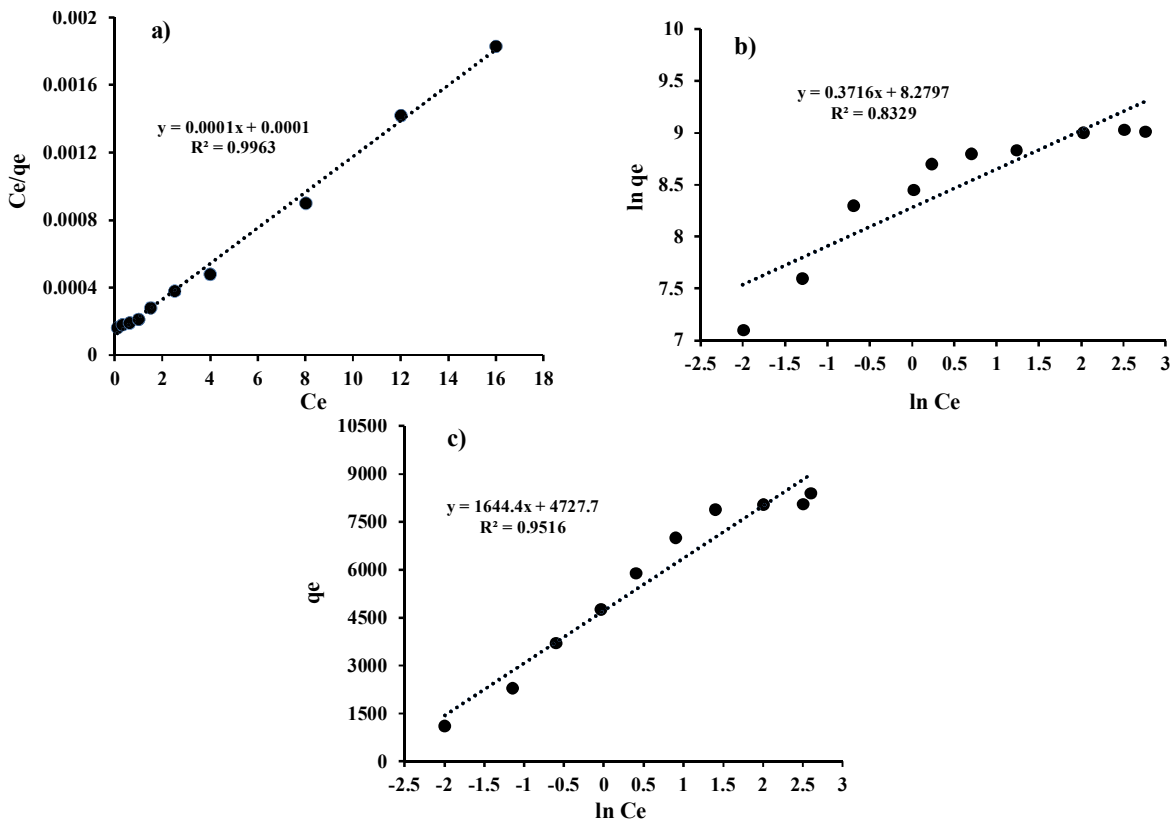 a)
y = 0.0001x + 0.0001
R² = 0.9963
Ce/qe
0.002
0.0016
0.0012
0.0008
0.0004
0
0 2 4 6 8 10 12 14 16 18
Ce
b)
y = 0.3716x + 8.2797
R² = 0.8329
ln qe
10
9.5
9
8.5
8
7.5
7
-2.5 -2 -1.5 -1 -0.5 0 0.5 1 1.5 2 2.5 3
ln Ce
c)
y = 1644.4x + 4727.7
R² = 0.9516
qe
10500
9000
7500
6000
4500
3000
1500
0
-2.5 -2 -1.5 -1 -0.5 0 0.5 1 1.5 2 2.5 3
ln Ce